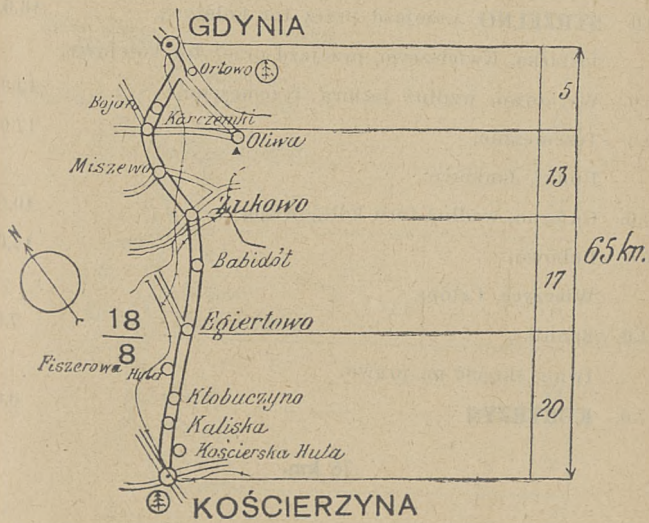 GDYNIA
Orłowo
5
Bojan
Karczemki
Oliwa
Miszewo
13
Żukowo
N
65 km.
Babidół
17
18
8
Egiertowo
Fiszerowa Huta
Kłobuczyno
20
Kaliska
Kościerska Huta
KOŚCIERZYNA